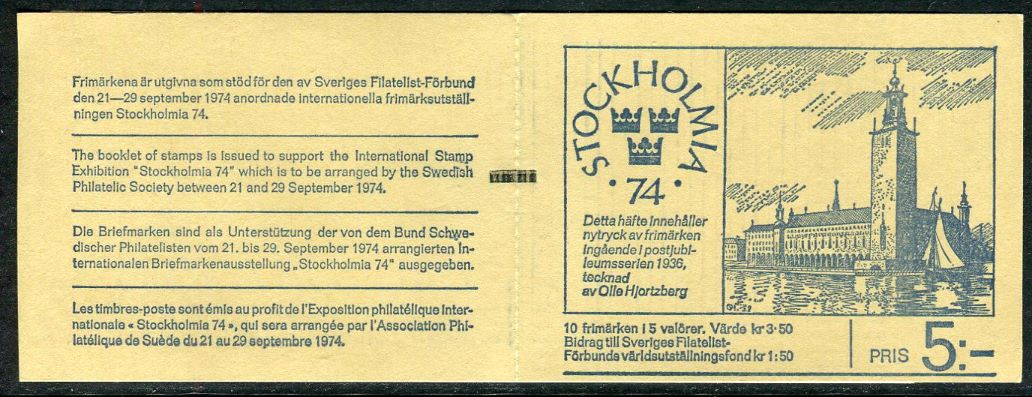 Frimärkena är utgivna som stöd för den av Sveriges Filatelist-Förbund
den 21—29 september 1974 anordnade internationella frimärksutställ-
ningen Stockholmia 74.
The booklet of stamps is issued to support the International Stamp
Exhibition "Stockholmia 74" which is to be arranged by the Swedish
Philatelic Society between 21 and 29 September 1974.
Die Briefmarken sind als Unterstützung der von dem Bund Schwe-
discher Philatelisten vom 21. bis 29. September 1974 arrangierten In-
ternationalen Briefmarkenausstellung „Stockholmia 74" ausgegeben.
Les timbres-poste sont émis au profit de l'Exposition philatélique inter-
nationale « Stockholmia 74 », qui sera arrangée par l'Association Phi-
latélique de Suède du 21 au 29 septembre 1974.
STOCKHOLMIA
· 74 ·
Detta häfte innehåller
nytryck av frimärken
ingående i postjubi-
leumsserien 1936,
tecknad
av Olle Hjortzberg
10 frimärken i 5 valörer. Värde kr 3·50
Bidrag till Sveriges Filatelist-
Förbunds världsutställningsfond kr 1:50
PRIS 5:-